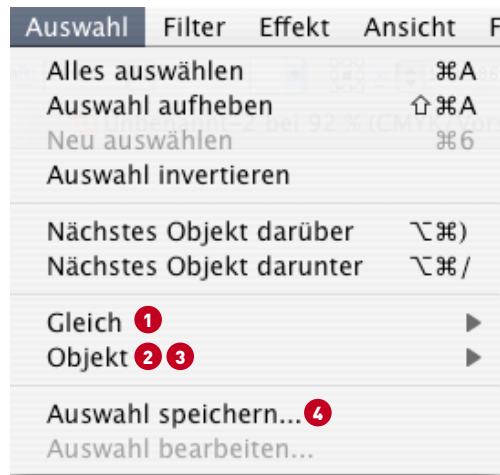 Auswahl Filter Effekt Ansicht F
Alles auswählen ⌘A
Auswahl aufheben ⇧⌘A
Neu auswählen ⌘6
Auswahl invertieren
Nächstes Objekt darüber ⌥⌘)
Nächstes Objekt darunter ⌥⌘/
Gleich 1
Objekt 2 3
Auswahl speichern... 4
Auswahl bearbeiten...